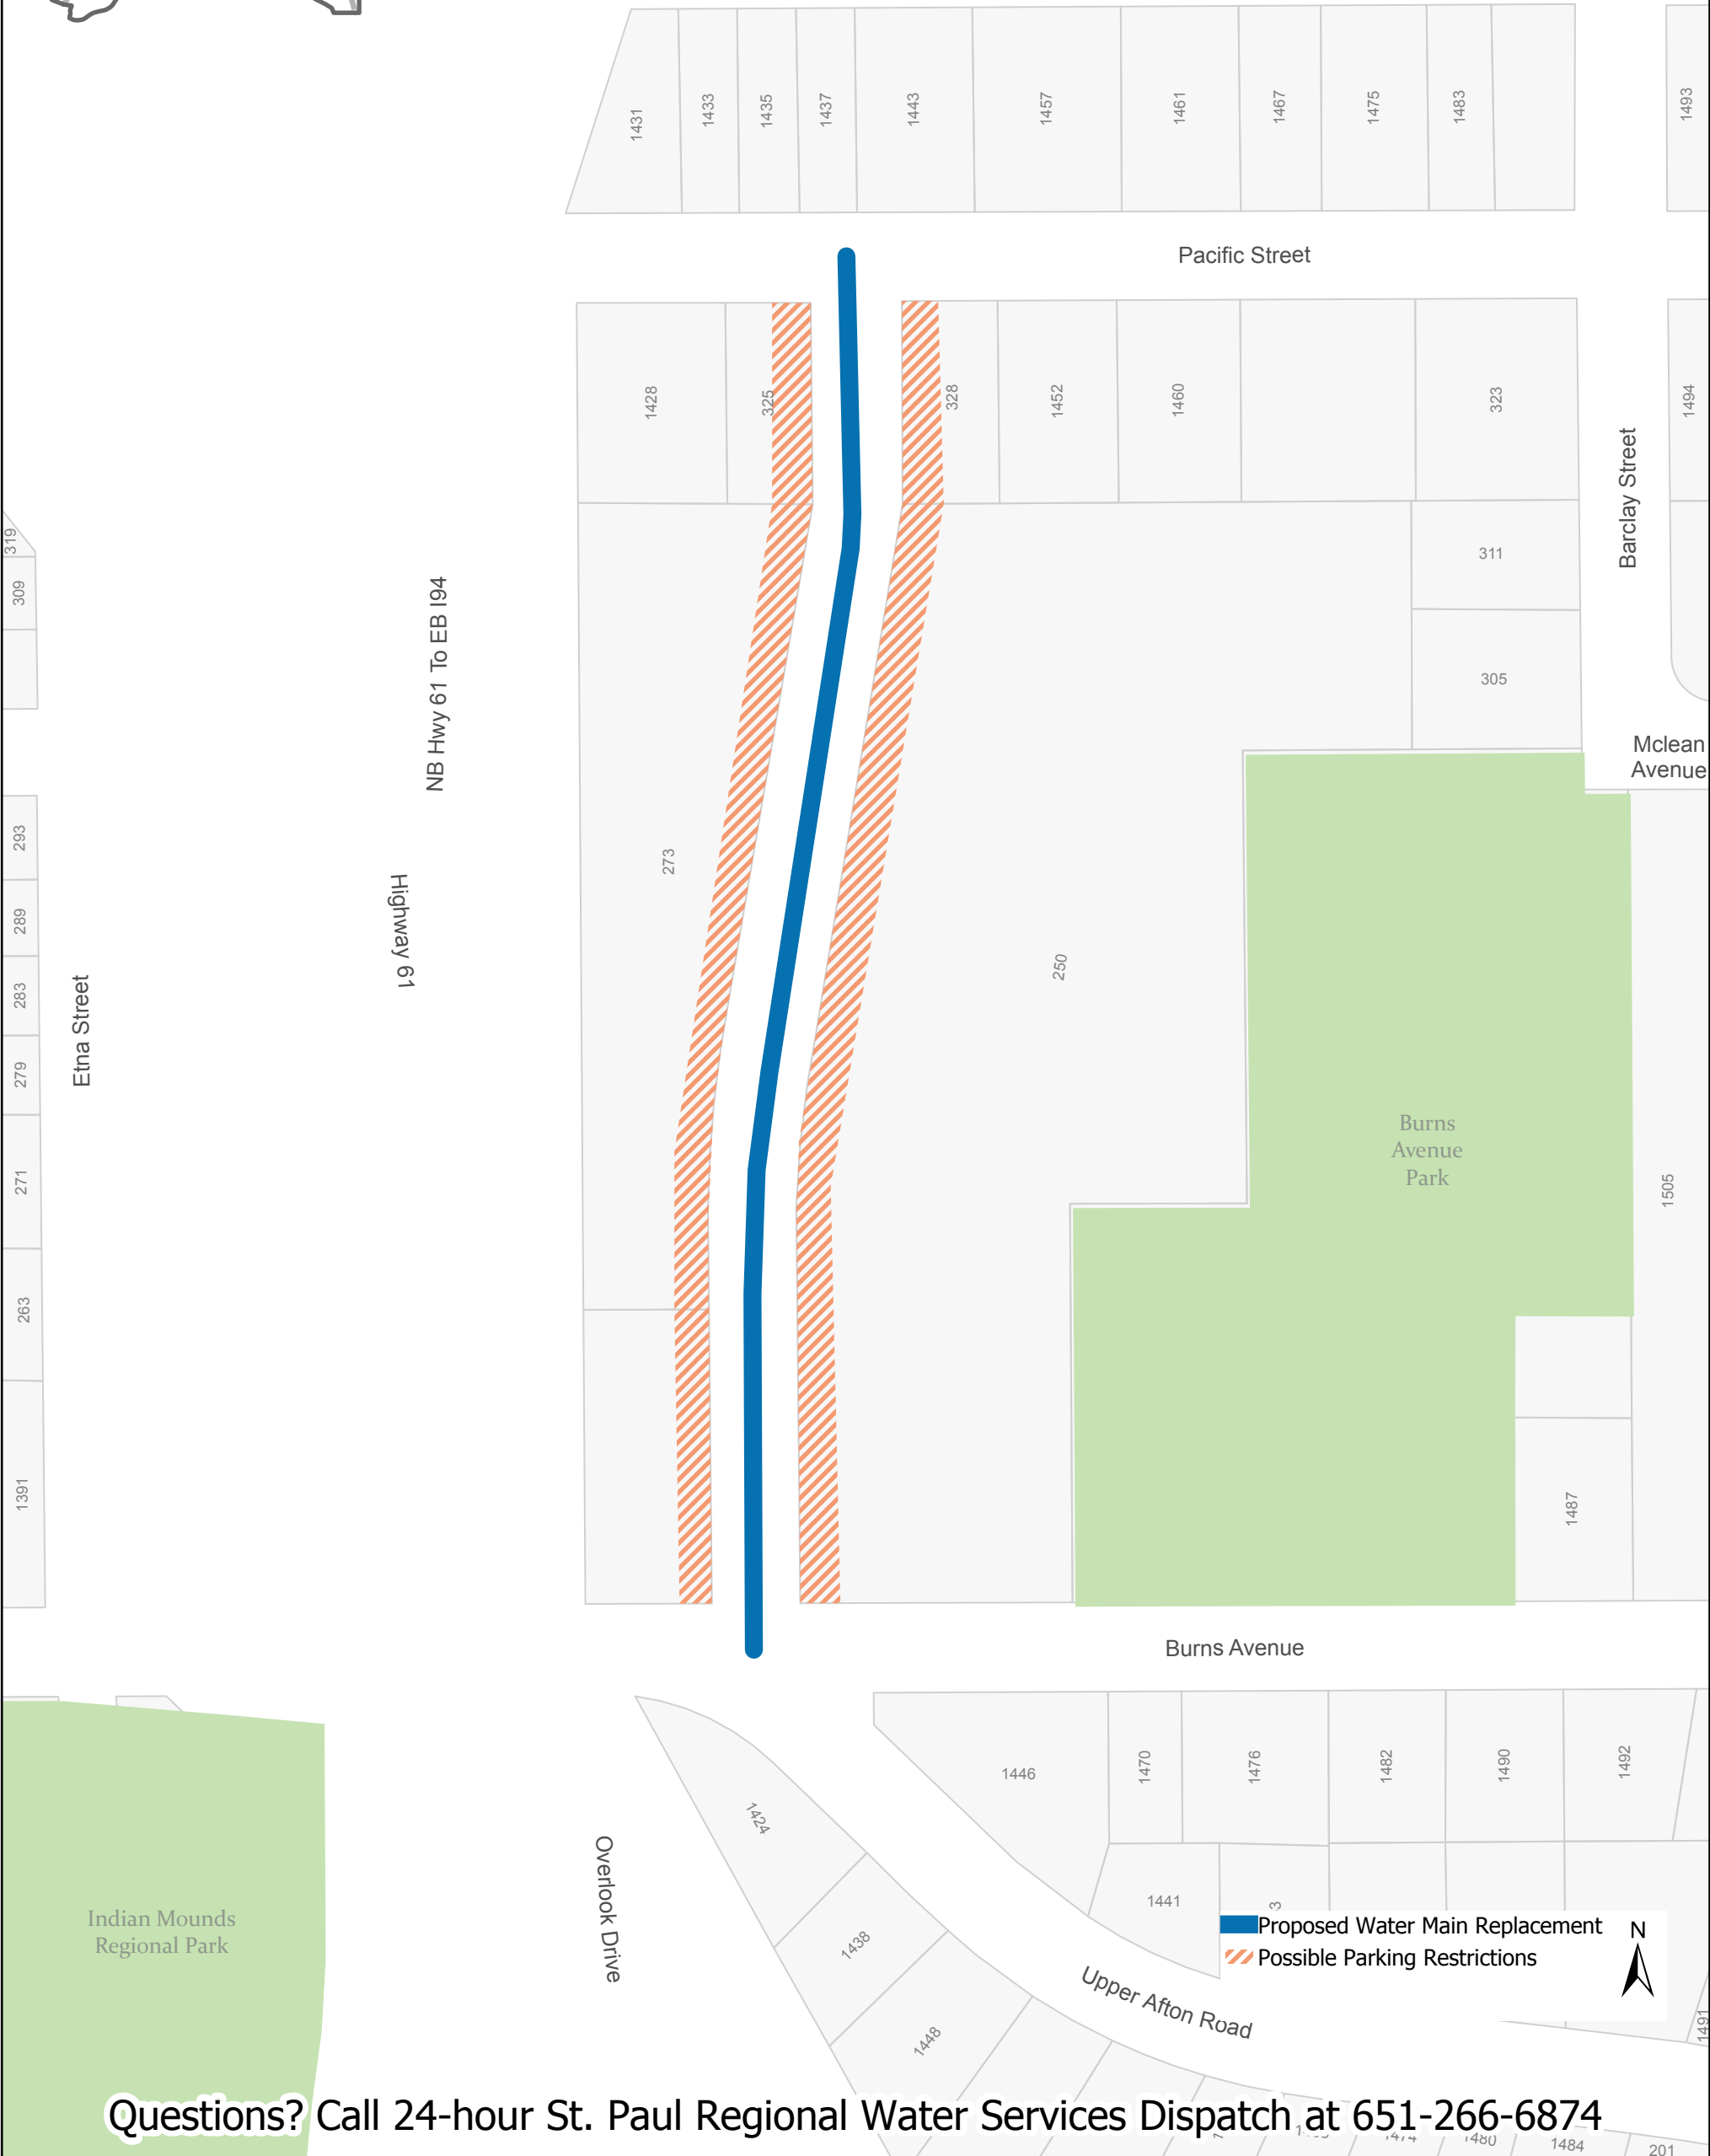 1431
1433
1435
1437
1443
1457
1461
1467
1475
1483
1493
Pacific Street
1428
325
328
1452
1460
323
1494
Barclay Street
319
309
311
305
NB Hwy 61 To EB I94
Mclean
Avenue
293
289
283
279
271
263
1391
Etna Street
Highway 61
273
250
Burns
Avenue
Park
1505
1487
Burns Avenue
1446
1470
1476
1482
1490
1492
1424
1438
1448
1441
Overlook Drive
Indian Mounds
Regional Park
Upper Afton Road
Proposed Water Main Replacement
Possible Parking Restrictions
N
1491
Questions? Call 24-hour St. Paul Regional Water Services Dispatch at 651-266-6874
1474
1480
1484
201